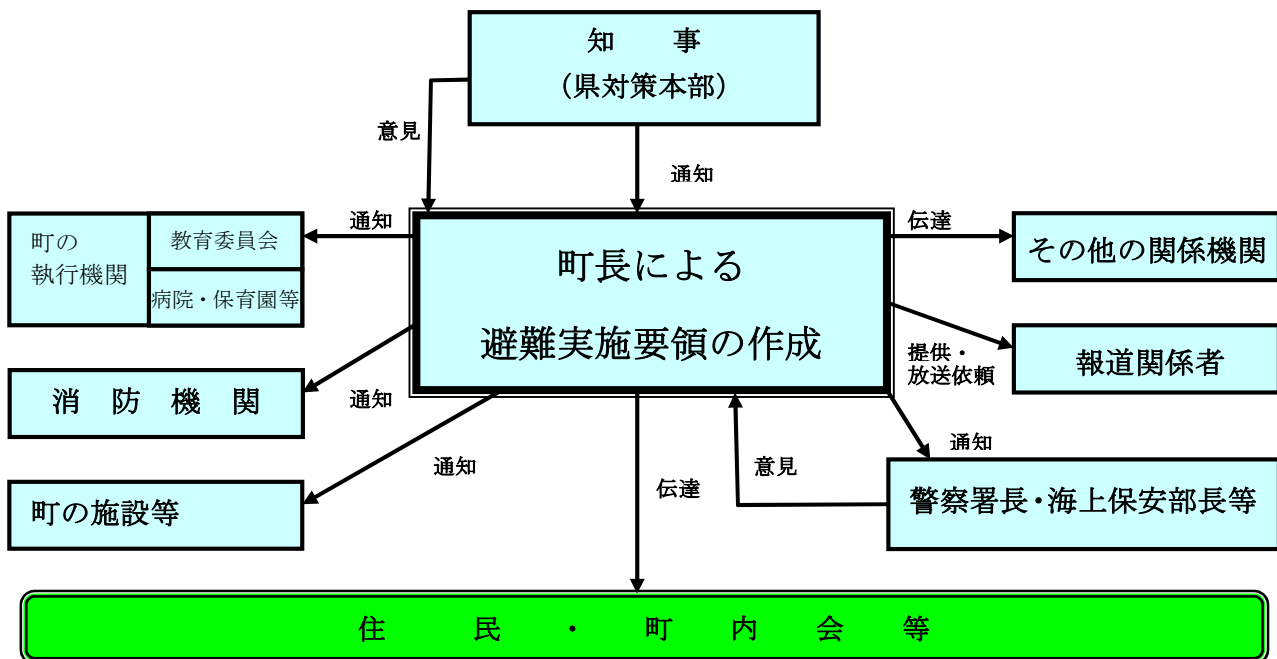 知　　事
（県対策本部）
意見
通知
通知
伝達
町の
執行機関
教育委員会
病院・保育園等
町長による
避難実施要領の作成
その他の関係機関
提供・
放送依頼
報道関係者
消　防　機　関
通知
通知
通知
意見
伝達
町の施設等
警察署長・海上保安部長等
住　民　・　町　内　会　等